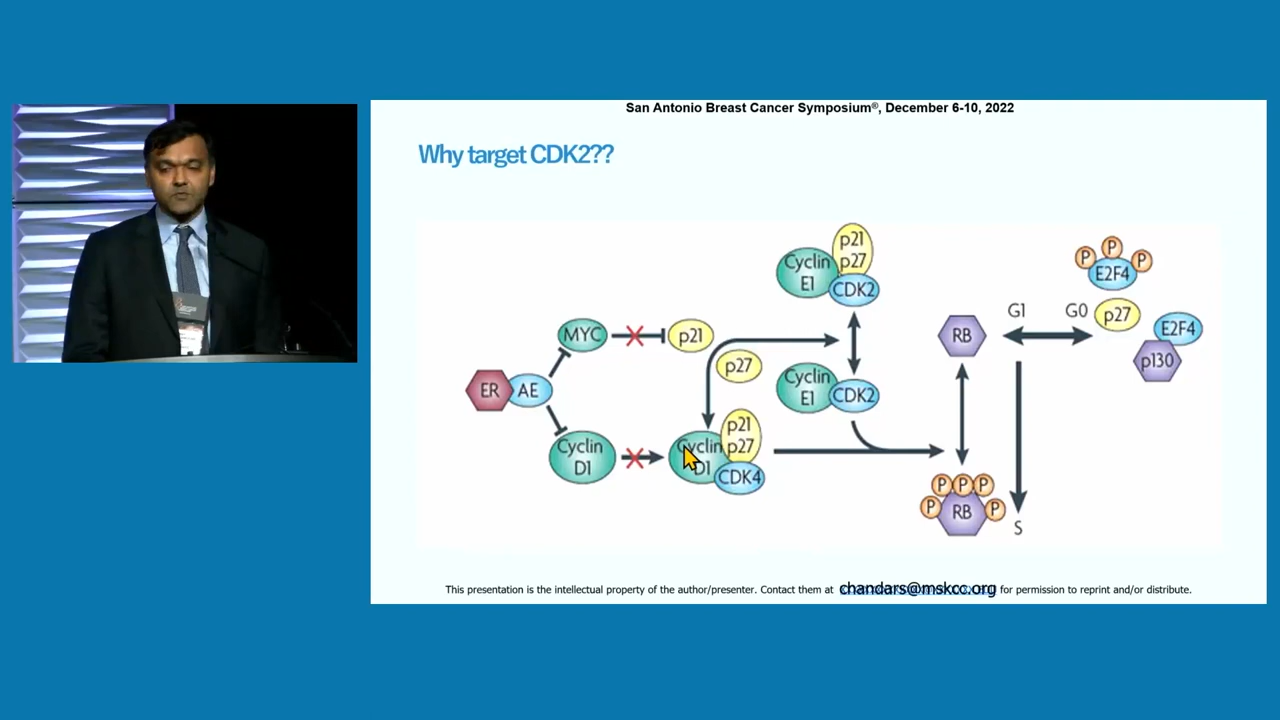 San Antonio Breast Cancer Symposium®, December 6-10, 2022
Why target CDK2??
p21
p27
Cyclin
E1
CDK2
P
P
P
E2F4
MYC
p21
p27
RB
G1
G0
p27
E2F4
p130
ER
AE
Cyclin
E1
CDK2
Cyclin
D1
Cyclin
D1
p21
p27
CDK4
P
P
P
P
P
RB
S
This presentation is the intellectual property of the author/presenter. Contact them at chandars@mskcc.org for permission to reprint and/or distribute.